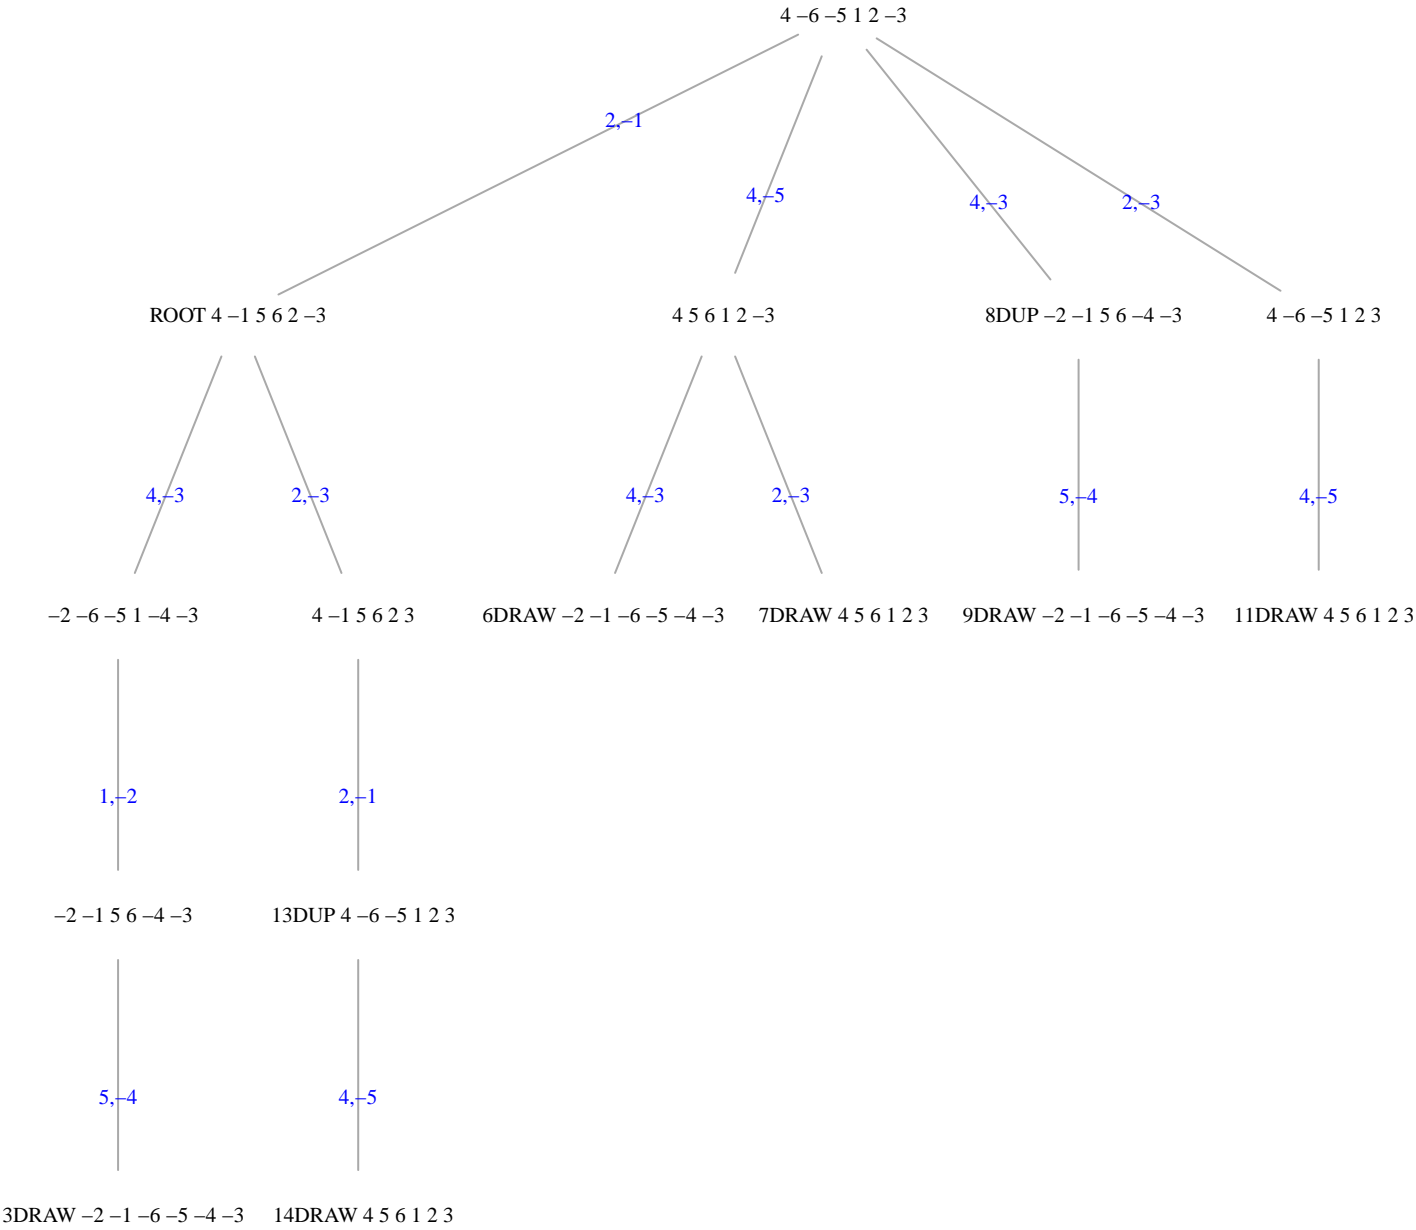 4 –6 –5 1 2 –3
2,–1
4,–5
4,–3
2,–3
ROOT 4 –1 5 6 2 –3
4 5 6 1 2 –3
8DUP –2 –1 5 6 –4 –3
4 –6 –5 1 2 3
4,–3
2,–3
4,–3
2,–3
5,–4
4,–5
–2 –6 –5 1 –4 –3
4 –1 5 6 2 3
6DRAW –2 –1 –6 –5 –4 –3
7DRAW 4 5 6 1 2 3
9DRAW –2 –1 –6 –5 –4 –3
11DRAW 4 5 6 1 2 3
1,–2
2,–1
–2 –1 5 6 –4 –3
13DUP 4 –6 –5 1 2 3
5,–4
4,–5
3DRAW –2 –1 –6 –5 –4 –3
14DRAW 4 5 6 1 2 3